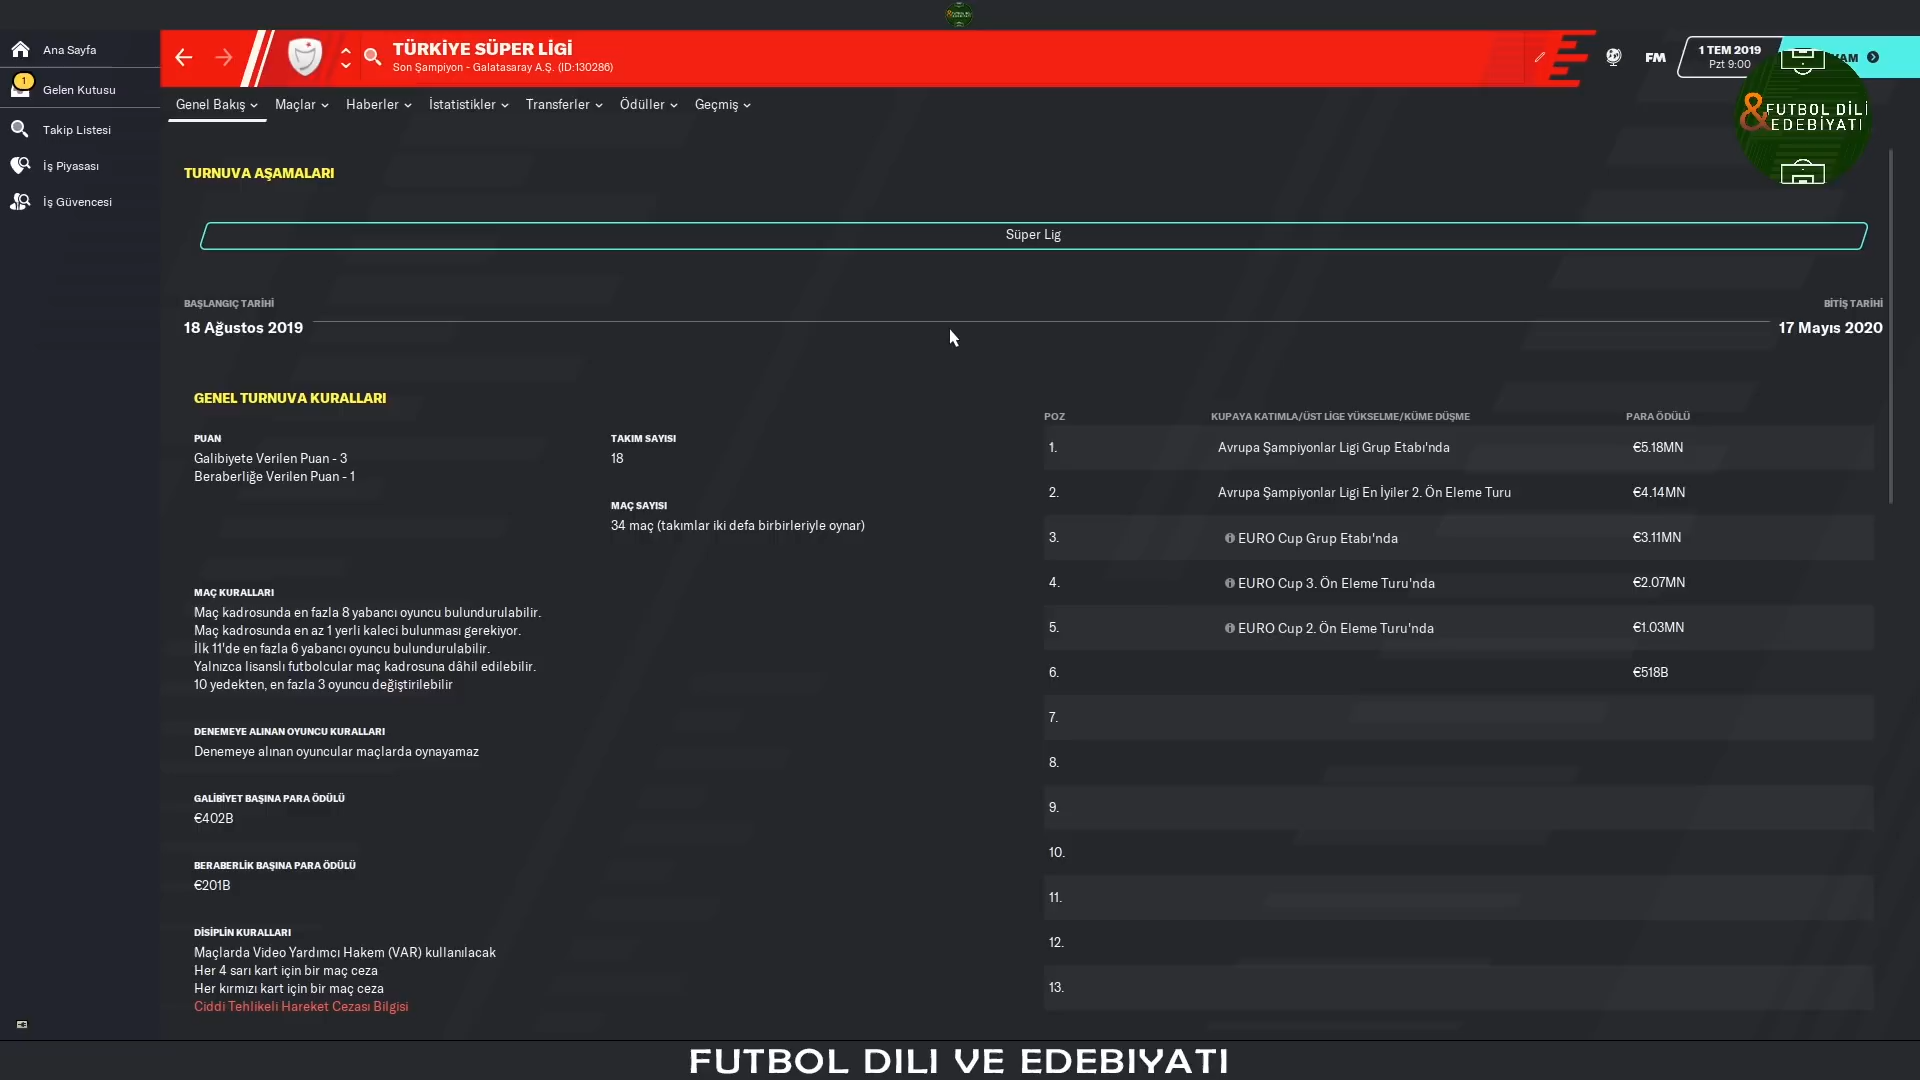 Ana Sayfa
1
Gelen Kutusu
Takip Listesi
İş Piyasası
İş Güvencesi
TÜRKİYE SÜPER LİGİ
Son Şampiyon - Galatasaray A.Ş. (ID:130286)
FM
1 TEM 2019
Pzt 9:00
&FUTBOL DİLİ
EDEBİYATI
Genel Bakış Maçlar Haberler İstatistikler Transferler Ödüller Geçmiş
TURNUVA AŞAMALARI
Süper Lig
BAŞLANGIÇ TARİHİ
18 Ağustos 2019
BİTİŞ TARİHİ
17 Mayıs 2020
GENEL TURNUVA KURALLARI
PUAN
Galibiyete Verilen Puan - 3
Beraberliğe Verilen Puan - 1
TAKIM SAYISI
18
MAÇ SAYISI
34 maç (takımlar iki defa birbirleriyle oynar)
MAÇ KURALLARI
Maç kadrosunda en fazla 8 yabancı oyuncu bulundurulabilir.
Maç kadrosunda en az 1 yerli kaleci bulunması gerekiyor.
İlk 11'de en fazla 6 yabancı oyuncu bulundurulabilir.
Yalnızca lisanslı futbolcular maç kadrosuna dâhil edilebilir.
10 yedekten, en fazla 3 oyuncu değiştirilebilir
DENEMEYE ALINAN OYUNCU KURALLARI
Denemeye alınan oyuncular maçlarda oynayamaz
GALİBİYET BAŞINA PARA ÖDÜLÜ
€402B
BERABERLİK BAŞINA PARA ÖDÜLÜ
€201B
DİSİPLİN KURALLARI
Maçlarda Video Yardımcı Hakem (VAR) kullanılacak
Her 4 sarı kart için bir maç ceza
Her kırmızı kart için bir maç ceza
Ciddi Tehlikeli Hareket Cezası Bilgisi
POZ KUPAYA KATIMLA/ÜST LİGE YÜKSELME/KÜME DÜŞME PARA ÖDÜLÜ
1. Avrupa Şampiyonlar Ligi Grup Etabı'nda €5.18MN
2. Avrupa Şampiyonlar Ligi En İyiler 2. Ön Eleme Turu €4.14MN
3. EURO Cup Grup Etabı'nda €3.11MN
4. EURO Cup 3. Ön Eleme Turu'nda €2.07MN
5. EURO Cup 2. Ön Eleme Turu'nda €1.03MN
6. €518B
7.
8.
9.
10.
11.
12.
13.
FUTBOL DILI VE EDEBIYATI